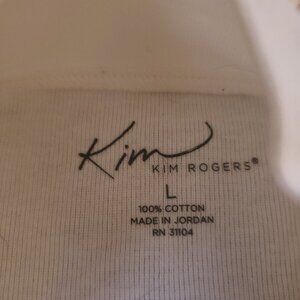 Kim
KIM ROGERS®
L
100% COTTON
MADE IN JORDAN
RN 31104